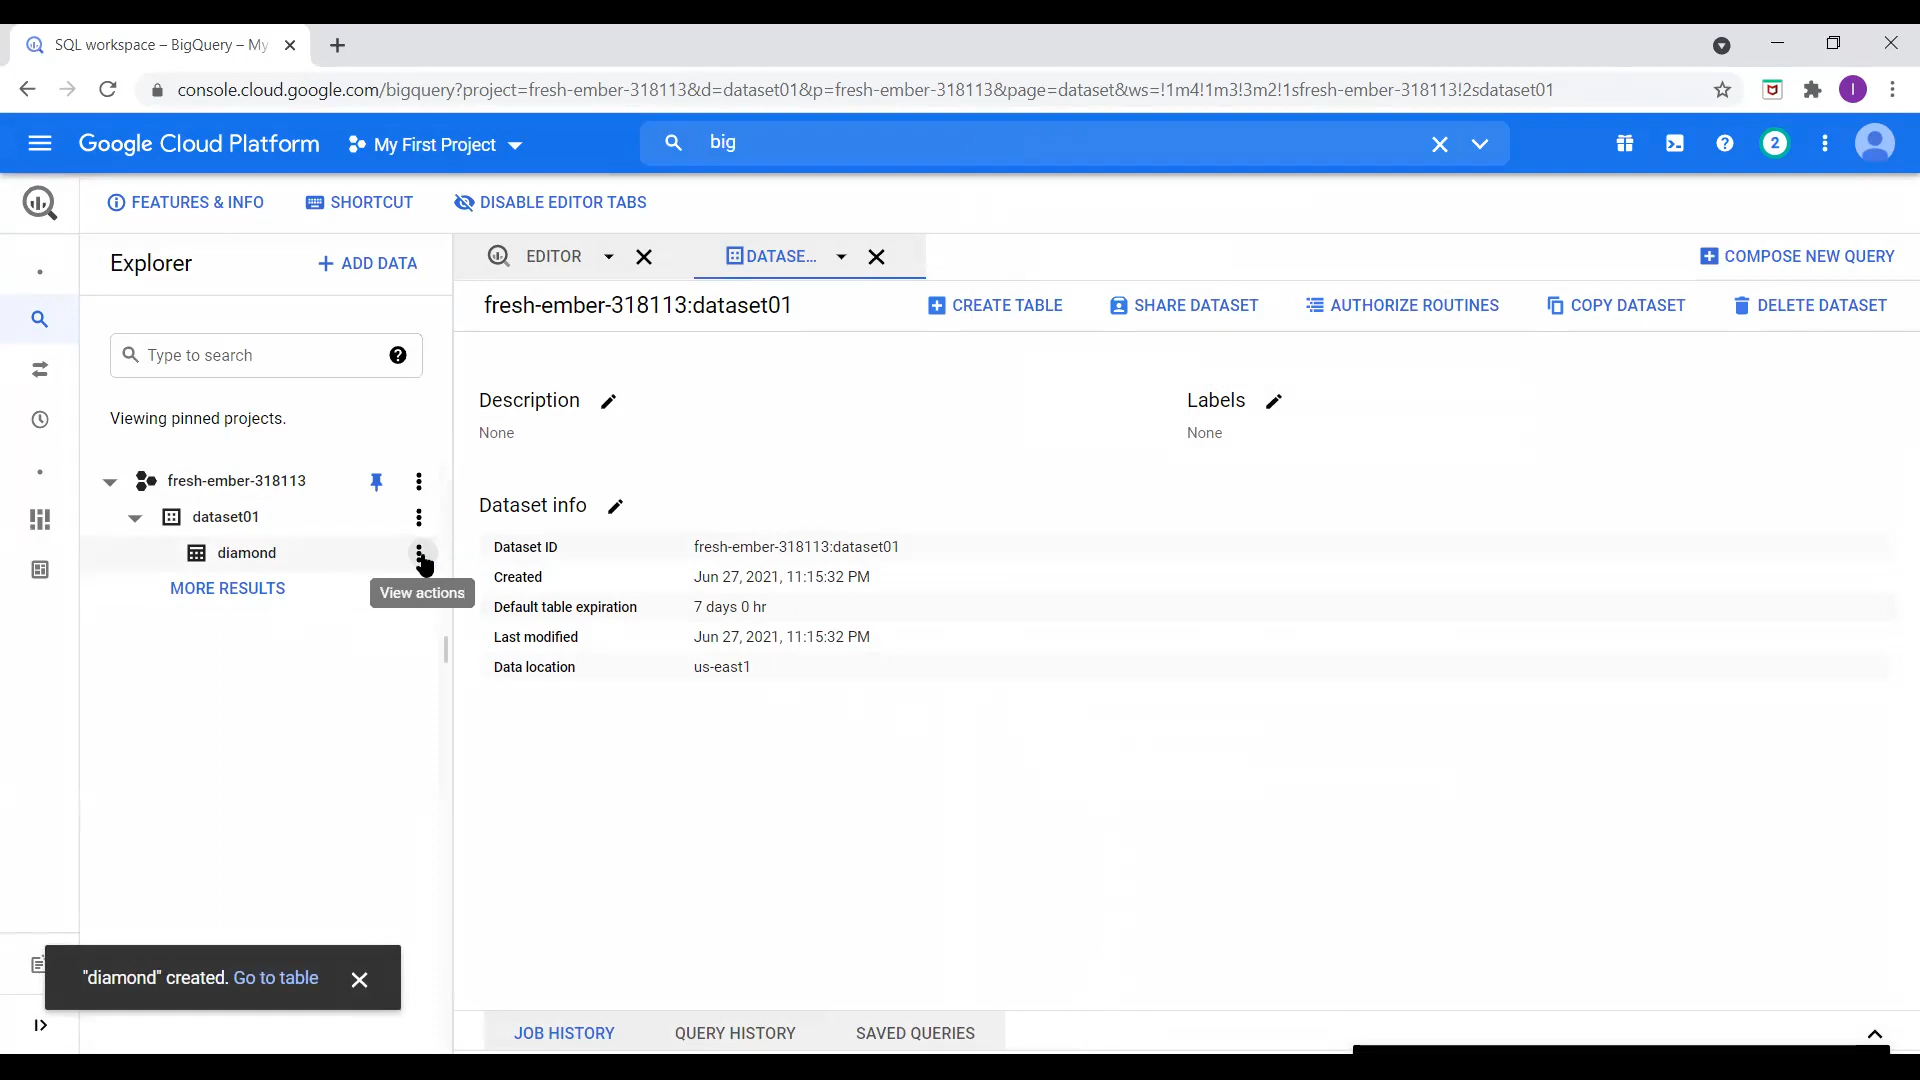 SQL workspace – BigQuery – My
console.cloud.google.com/bigquery?project=fresh-ember-318113&d=dataset01&p=fresh-ember-318113&page=dataset&ws=!1m4!1m3!3m2!1sfresh-ember-318113!2sdataset01
I
Google Cloud Platform
My First Project
big
2
FEATURES & INFO
SHORTCUT
DISABLE EDITOR TABS
Explorer
+ ADD DATA
EDITOR
DATASE...
COMPOSE NEW QUERY
fresh-ember-318113:dataset01
CREATE TABLE
SHARE DATASET
AUTHORIZE ROUTINES
COPY DATASET
DELETE DATASET
Type to search
Viewing pinned projects.
fresh-ember-318113
dataset01
diamond
MORE RESULTS
View actions
Description
None
Labels
None
Dataset info
Dataset ID fresh-ember-318113:dataset01
Created Jun 27, 2021, 11:15:32 PM
Default table expiration 7 days 0 hr
Last modified Jun 27, 2021, 11:15:32 PM
Data location us-east1
"diamond" created. Go to table
JOB HISTORY
QUERY HISTORY
SAVED QUERIES